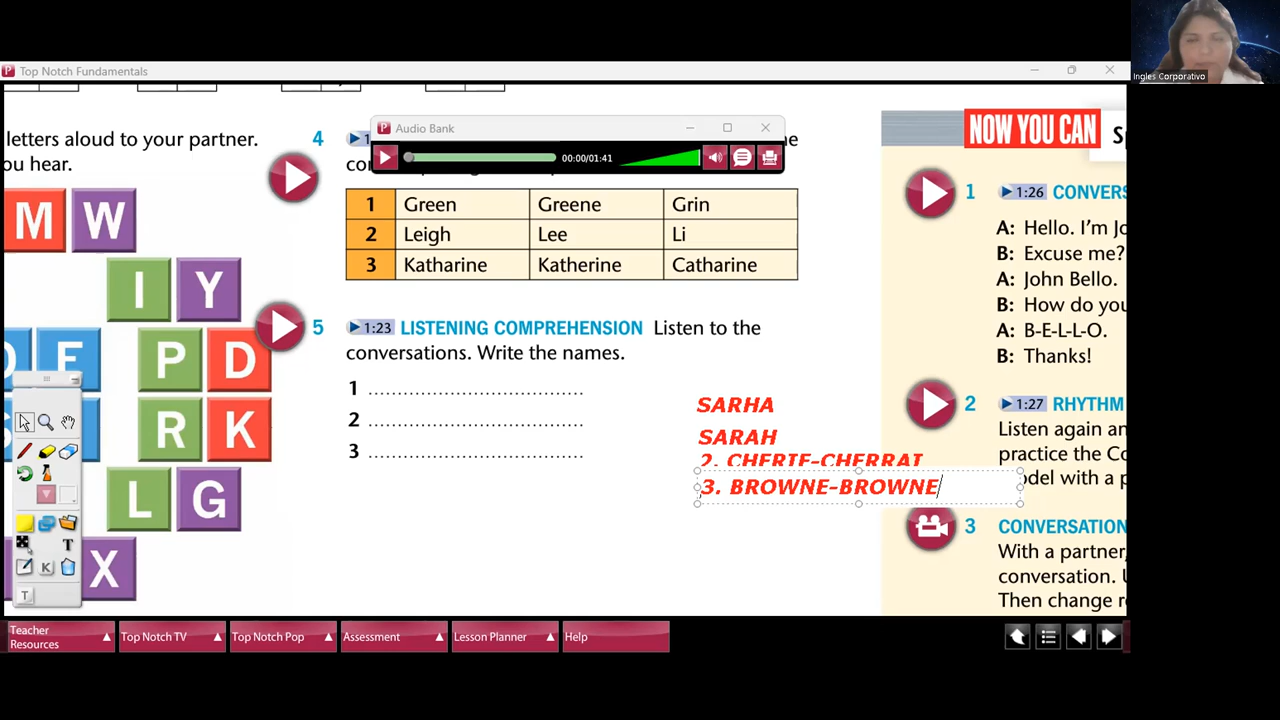 Ingles Corporativo
Top Notch Fundamentals
letters aloud to your partner.
ou hear.
M W
I Y
P D
R K
L G
X
4
Audio Bank
00:00/01:41
1 Green Greene Grin
2 Leigh Lee Li
3 Katharine Katherine Catharine
5 1:23 LISTENING COMPREHENSION Listen to the
conversations. Write the names.
1
2
3
SARHA
SARAH
2. CHERIE-CHERRAI
3. BROWNE-BROWNE
NOW YOU CAN
1 1:26
A: Hello. I'm
B: Excuse me?
A: John Bello.
B: How do you
A: B-E-L-L-O.
B: Thanks!
2 1:27 RHYTHM
Listen again
practice the
with a
3 CONVERSATION
With a partner,
conversation.
Then change
Teacher
Resources
Top Notch TV
Top Notch Pop
Assessment
Lesson Planner
Help